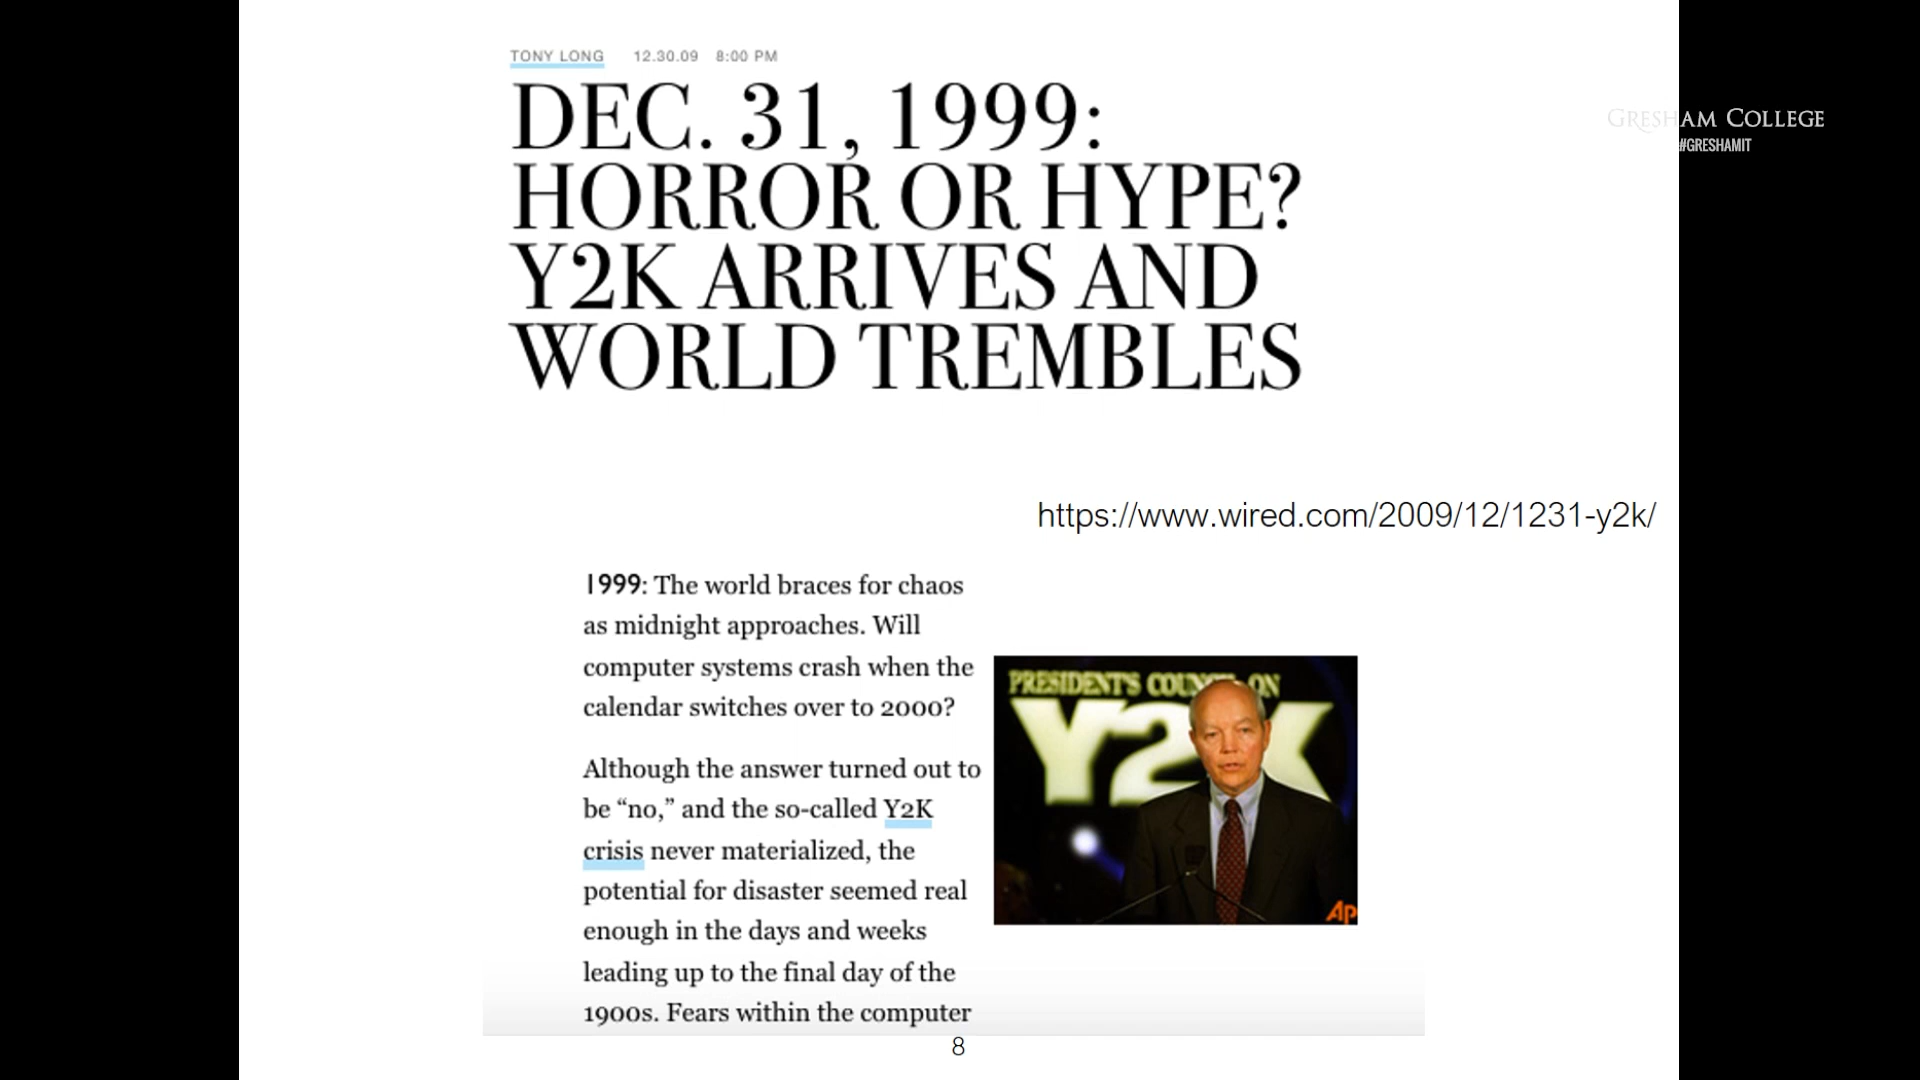 TONY LONG 12.30.09 8:00 PM
DEC. 31, 1999:
HORROR OR HYPE?
Y2K ARRIVES AND
WORLD TREMBLES
GRESHAM COLLEGE
#GRESHAMIT
https://www.wired.com/2009/12/1231-y2k/
1999: The world braces for chaos
as midnight approaches. Will
computer systems crash when the
calendar switches over to 2000?
Although the answer turned out to
be “no,” and the so-called Y2K
crisis never materialized, the
potential for disaster seemed real
enough in the days and weeks
leading up to the final day of the
1900s. Fears within the computer
PRESIDENT'S COUNCIL ON
Y2K
AP
8